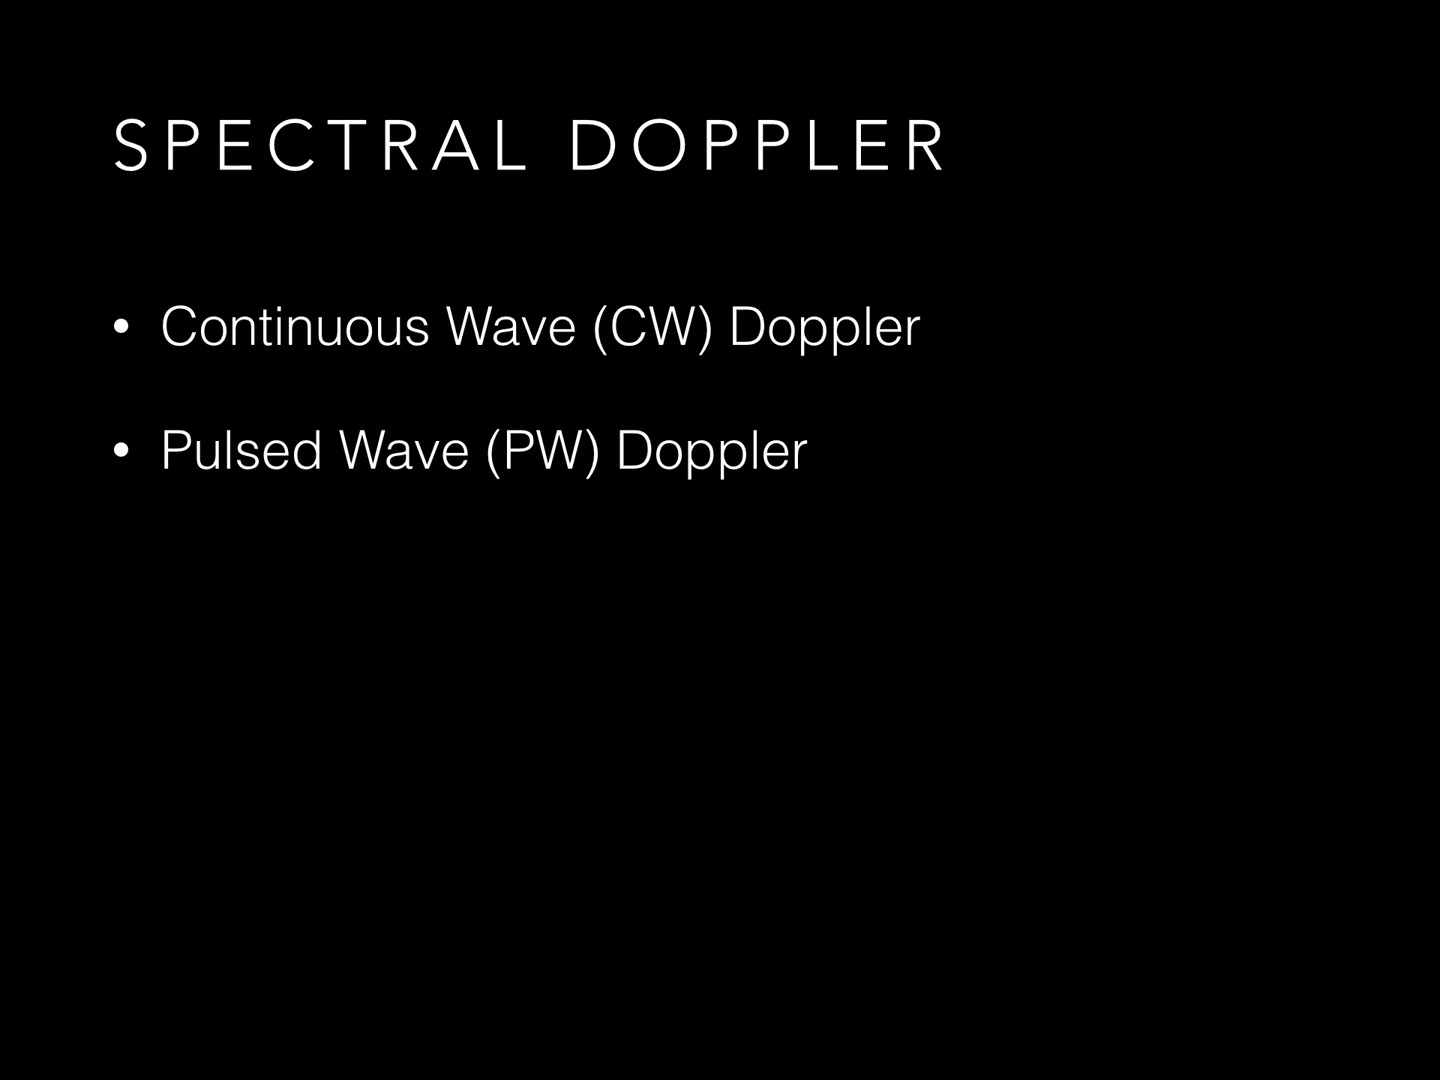 SPECTRAL DOPPLER
• Continuous Wave (CW) Doppler
• Pulsed Wave (PW) Doppler